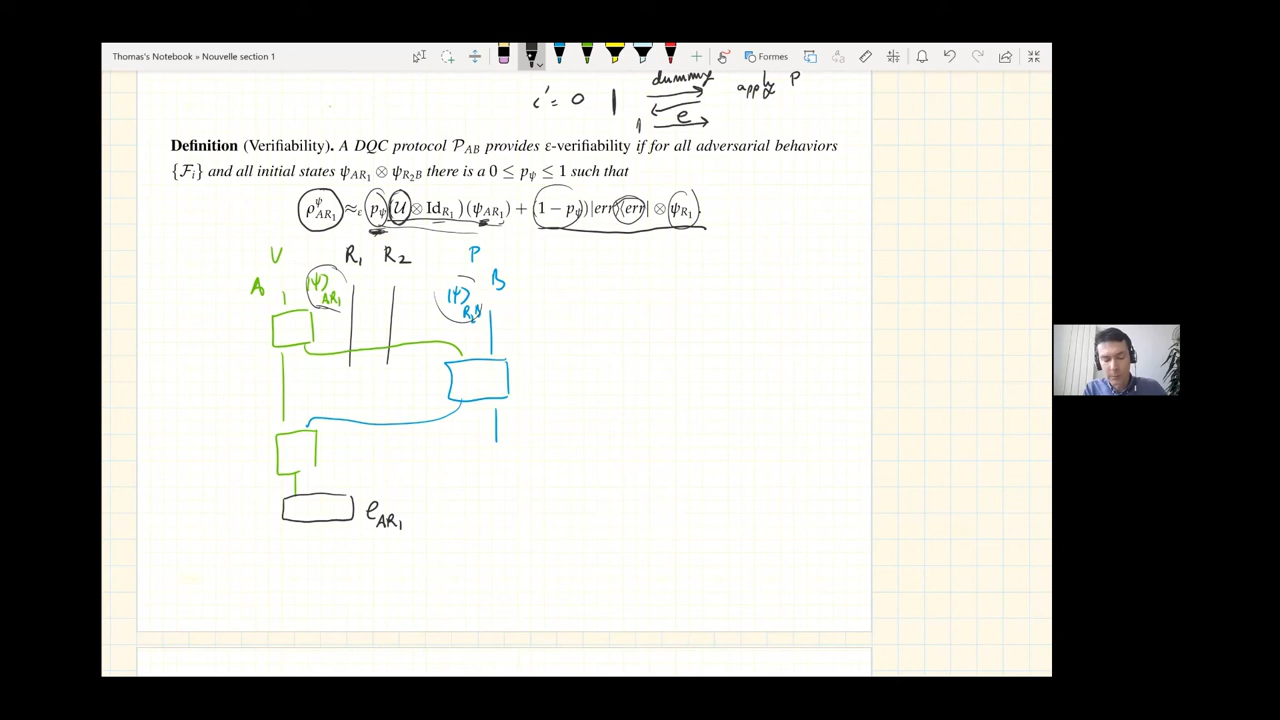 Thomas's Notebook » Nouvelle section 1
Formes
dummy
apply P
i' = 0
e
Definition (Verifiability). A DQC protocol 𝒫_AB provides ε-verifiability if for all adversarial behaviors
{ℱ_i} and all initial states ψ_AR₁ ⊗ ψ_R₂B there is a 0 ≤ p_ψ ≤ 1 such that
ρ^ψ_AR₁ ≈_ε p_ψ(𝒰 ⊗ Id_R₁)(ψ_AR₁) + (1 − p_ψ)|err⟩⟨err| ⊗ ψ_R₁.
V R₁ R₂ P
A |ψ⟩_AR₁ |ψ⟩_R₂B B
ρ_AR₁